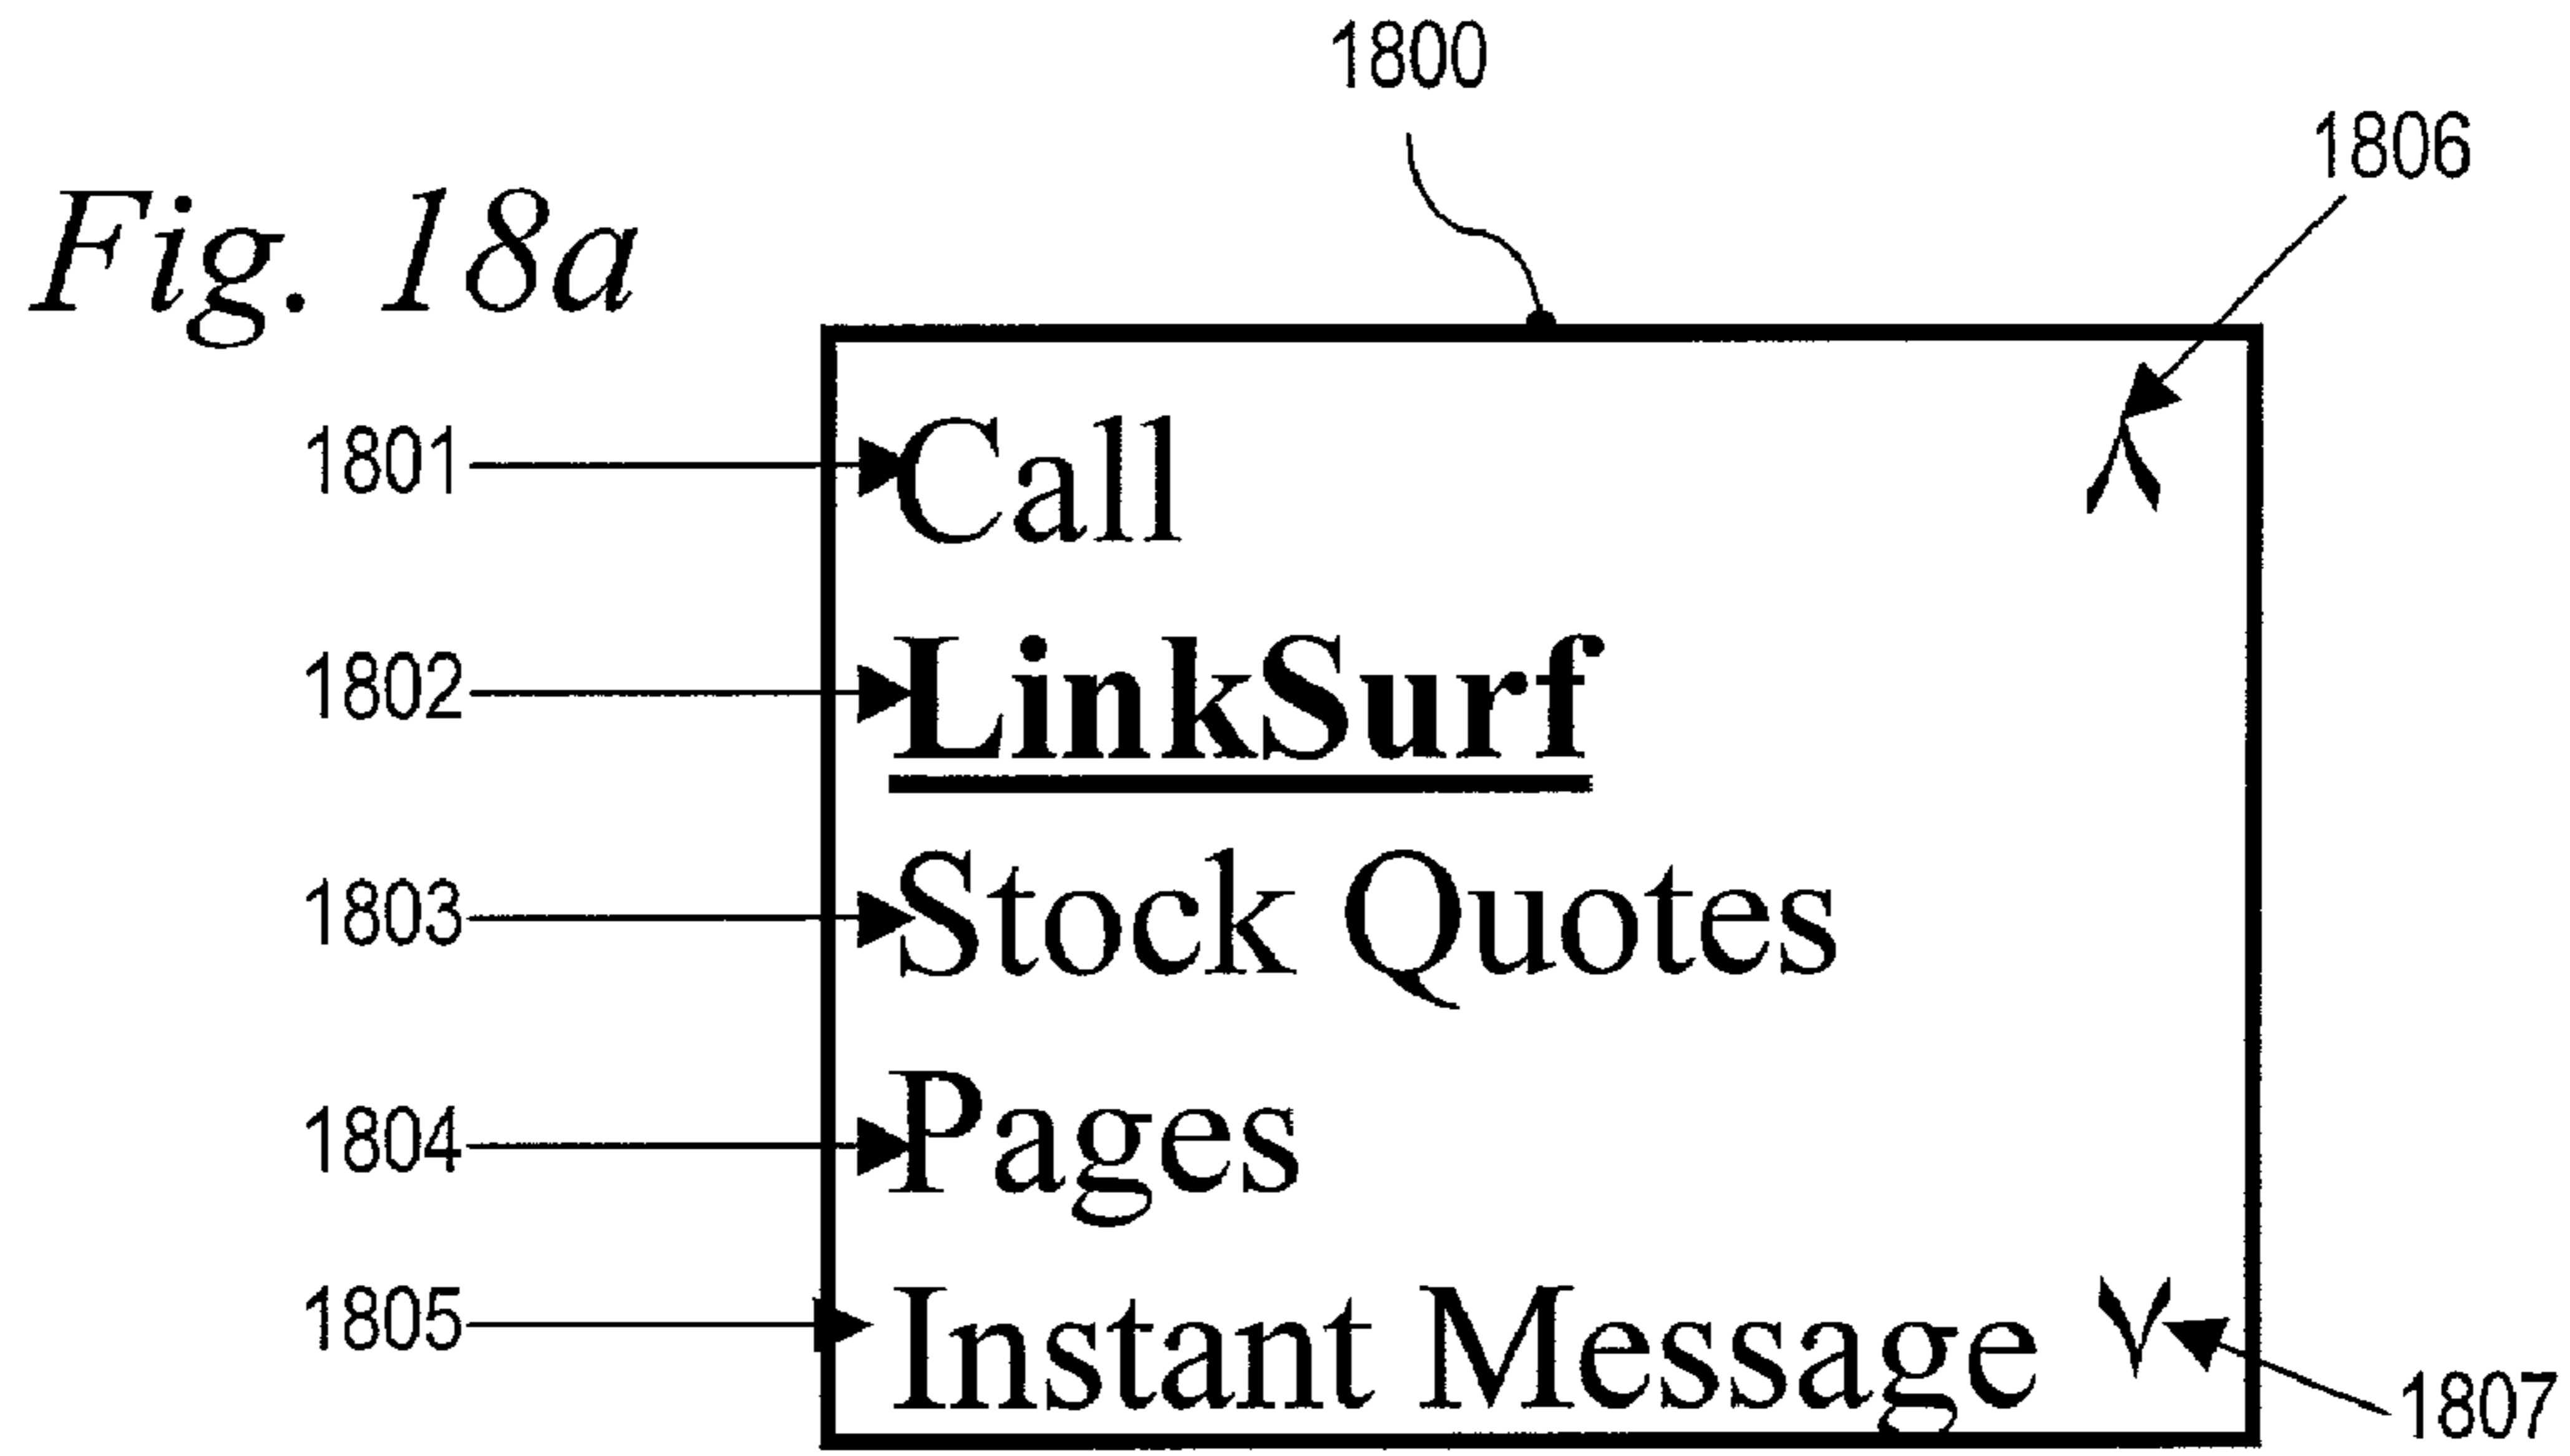 1800
1806
Fig. 18a
1801 Call
1802 LinkSurf
1803 Stock Quotes
1804 Pages
1805 Instant Message
1807